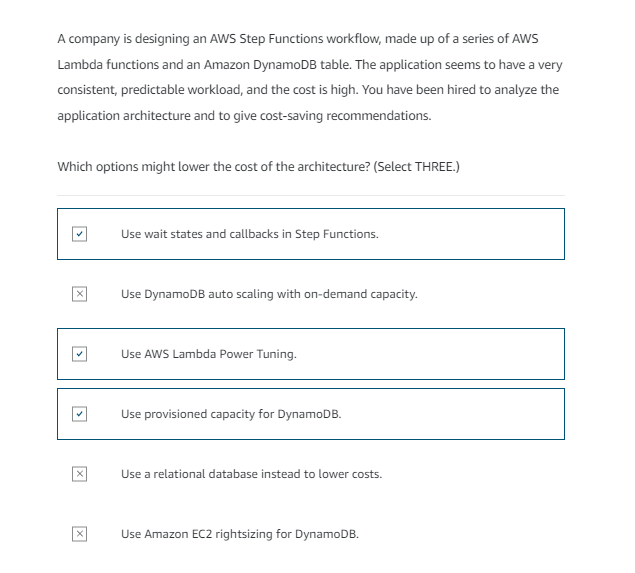 A company is designing an AWS Step Functions workflow, made up of a series of AWS
Lambda functions and an Amazon DynamoDB table. The application seems to have a very
consistent, predictable workload, and the cost is high. You have been hired to analyze the
application architecture and to give cost-saving recommendations.
Which options might lower the cost of the architecture? (Select THREE.)
Use wait states and callbacks in Step Functions.
Use DynamoDB auto scaling with on-demand capacity.
Use AWS Lambda Power Tuning.
Use provisioned capacity for DynamoDB.
Use a relational database instead to lower costs.
Use Amazon EC2 rightsizing for DynamoDB.